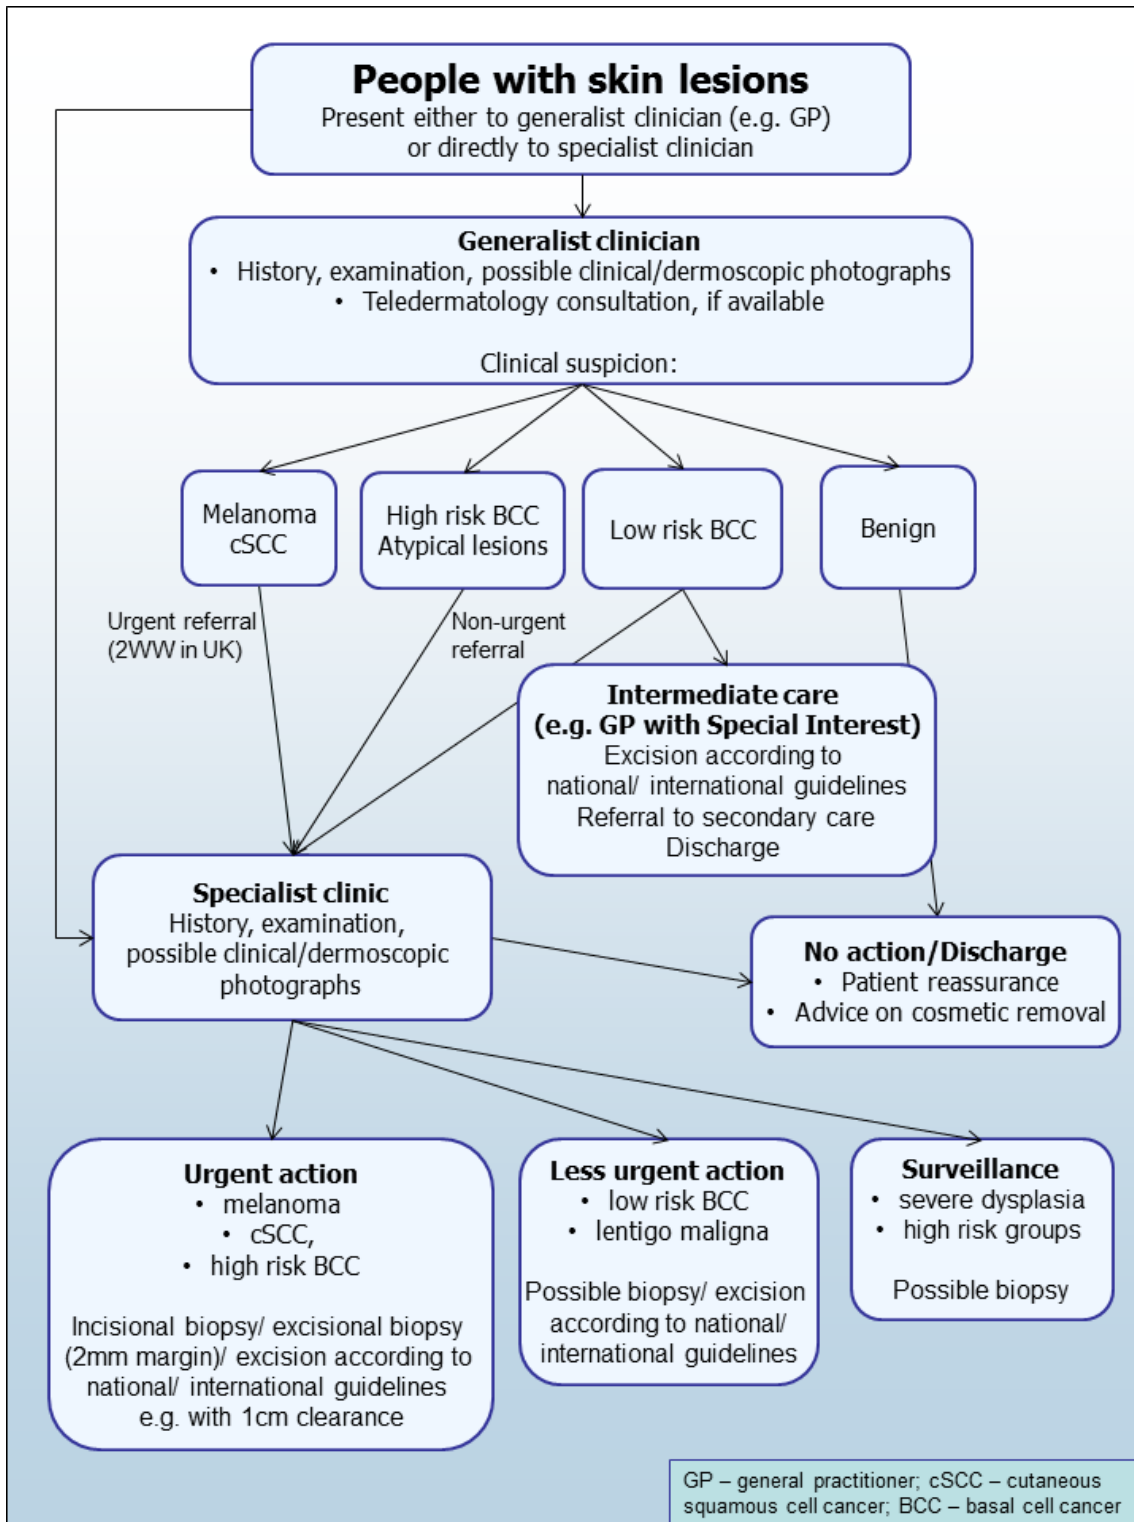 People with skin lesions
Present either to generalist clinician (e.g. GP)
or directly to specialist clinician
Generalist clinician
• History, examination, possible clinical/dermoscopic photographs
• Teledermatology consultation, if available
Clinical suspicion:
Melanoma
cSCC
High risk BCC
Atypical lesions
Low risk BCC
Benign
Urgent referral
(2WW in UK)
Non-urgent
referral
Intermediate care
(e.g. GP with Special Interest)
Excision according to
national/ international guidelines
Referral to secondary care
Discharge
Specialist clinic
History, examination,
possible clinical/dermoscopic
photographs
No action/Discharge
• Patient reassurance
• Advice on cosmetic removal
Urgent action
• melanoma
• cSCC,
• high risk BCC
Incisional biopsy/ excisional biopsy
(2mm margin)/ excision according to
national/ international guidelines
e.g. with 1cm clearance
Less urgent action
• low risk BCC
• lentigo maligna
Possible biopsy/ excision
according to national/
international guidelines
Surveillance
• severe dysplasia
• high risk groups
Possible biopsy
GP – general practitioner; cSCC – cutaneous
squamous cell cancer; BCC – basal cell cancer